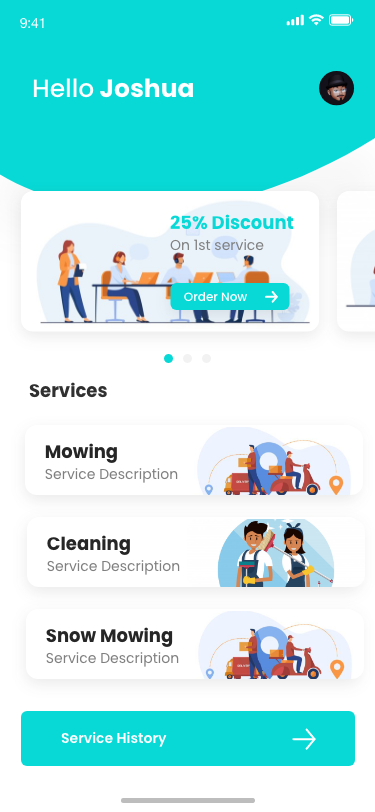 9:41
Hello Joshua
25% Discount
On 1st service
Order Now
Services
Mowing
Service Description
Cleaning
Service Description
Snow Mowing
Service Description
Service History